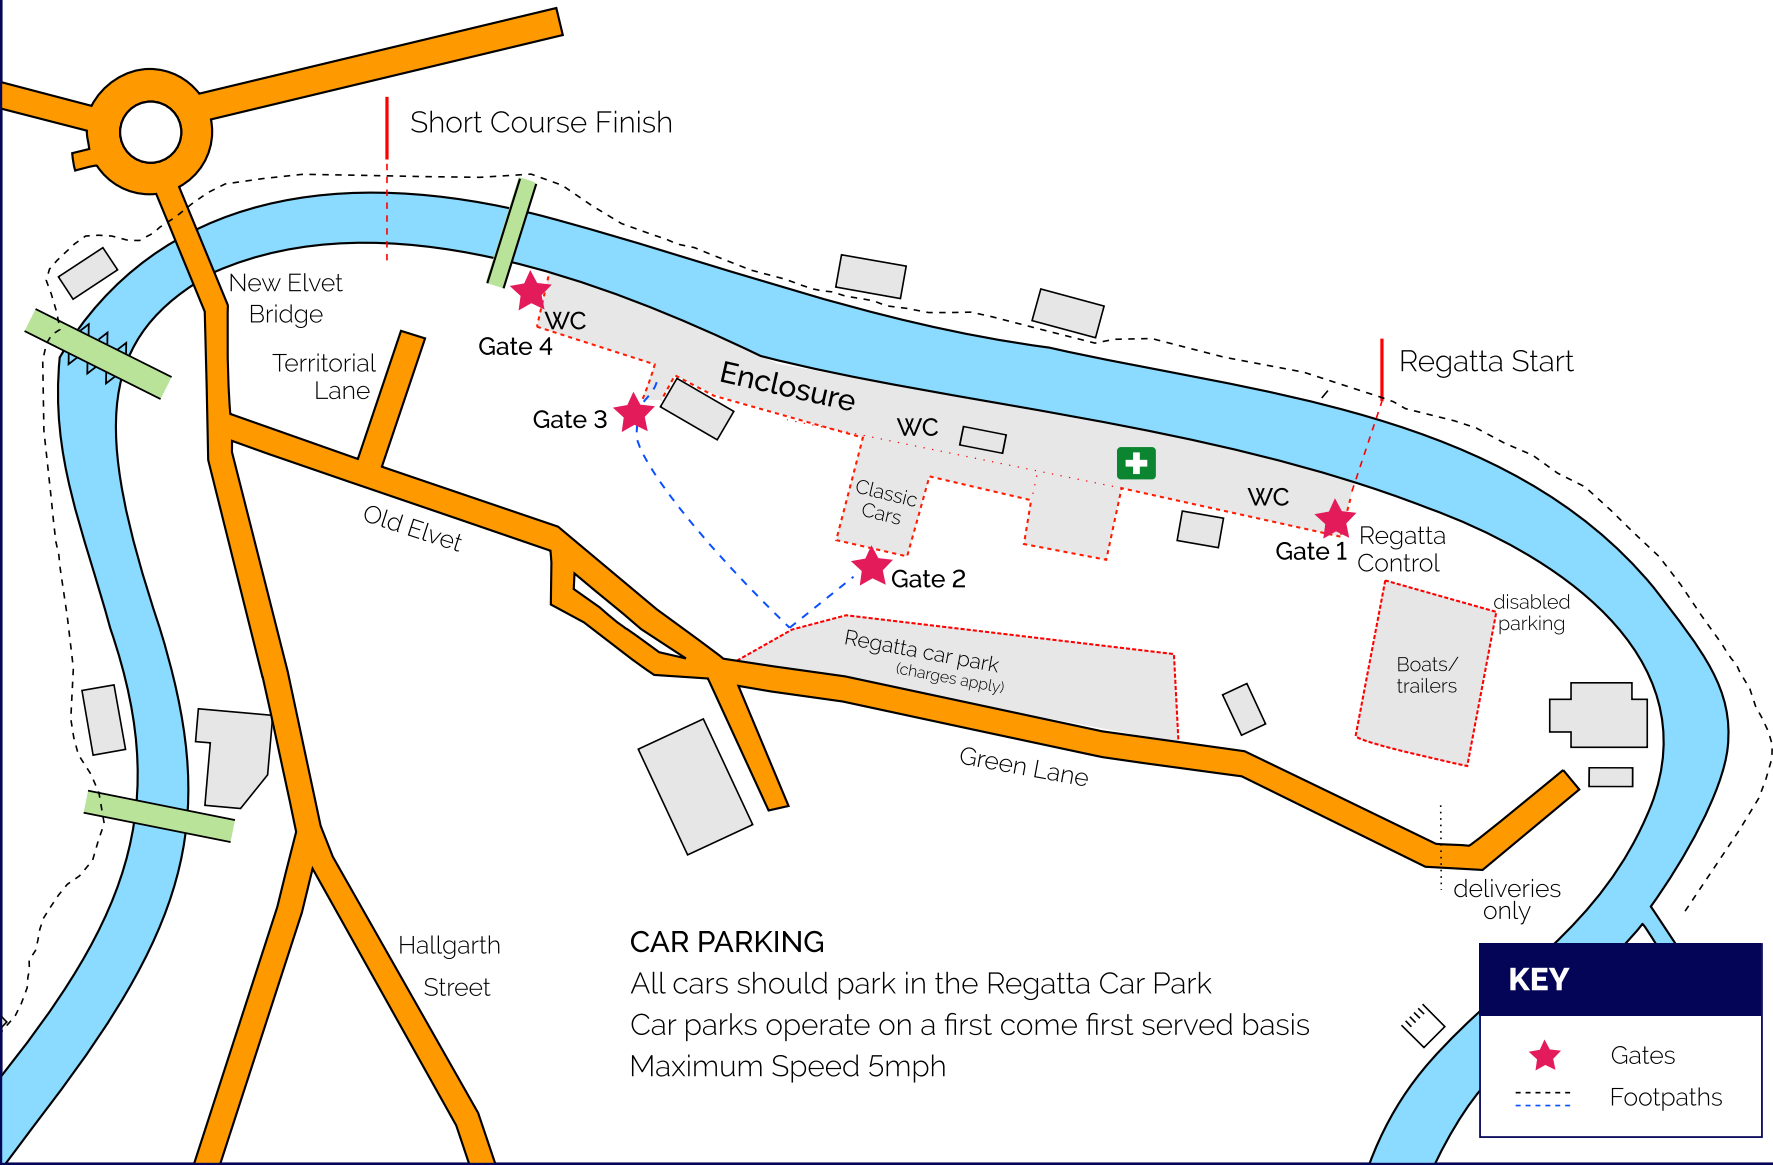 Short Course Finish
New Elvet
Bridge
Territorial
Lane
WC
Gate 4
Enclosure
Regatta Start
Gate 3
WC
WC
Classic
Cars
Old Elvet
Gate 1
Regatta
Control
Gate 2
disabled
parking
Regatta car park
(charges apply)
Boats/
trailers
Green Lane
deliveries
only
Hallgarth
Street
CAR PARKING
All cars should park in the Regatta Car Park
Car parks operate on a first come first served basis
Maximum Speed 5mph
KEY
Gates
Footpaths